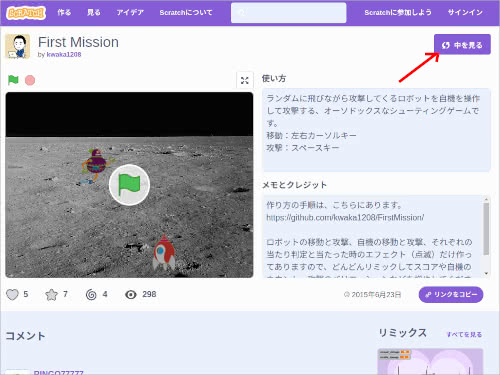 SCRATCH
作る
見る
アイデア
Scratchについて
Scratchに参加しよう
サインイン
First Mission
by kwaka1208
中を見る
使い方
ランダムに飛びながら攻撃してくるロボットを自機を操作
して攻撃する、オーソドックスなシューティングゲームで
す。
移動：左右カーソルキー
攻撃：スペースキー
メモとクレジット
作り方の手順は、こちらにあります。
https://github.com/kwaka1208/FirstMission/
ロボットの移動と攻撃、自機の移動と攻撃、それぞれの
当たり判定と当たった時のエフェクト（点滅）だけ作っ
てありますので、どんどんリミックしてスコアや自機の
5
7
4
298
© 2015年6月23日
リンクをコピー
コメント
リミックス
すべてを見る
RINGO77777